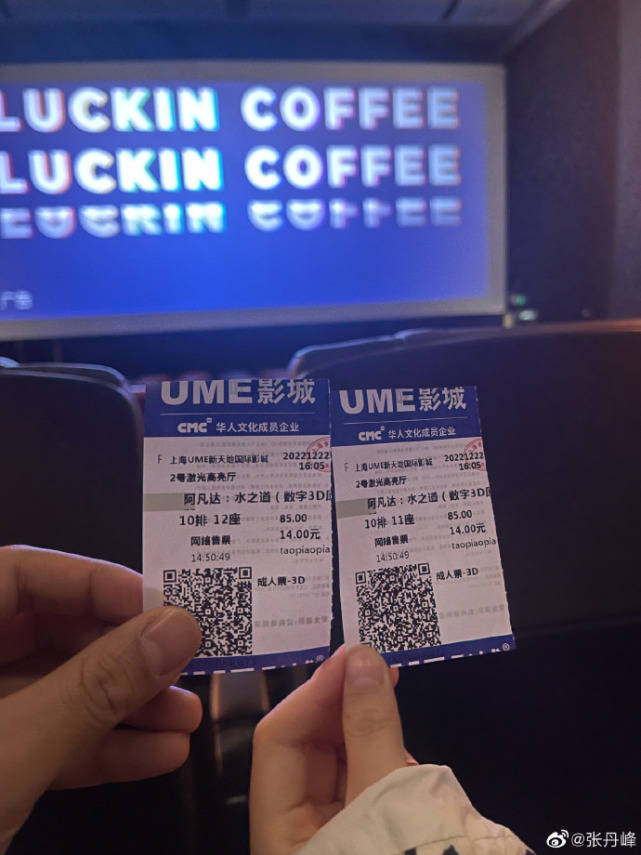 LUCKIN COFFEE
LUCKIN COFFEE
LUCKIN COFFEE
广告
UME影城
CMC 华人文化成员企业
上海UME新天地国际影城 20221222
16:05
2号激光高亮厅
阿凡达：水之道（数字3D
10排 12座 85.00
14.00元
网络售票 taopiaopia
14:50:49
成人票-3D
UME影城
CMC 华人文化成员企业
上海UME新天地国际影城 20221222
16:05
2号激光高亮厅
阿凡达：水之道（数字3D
10排 11座 85.00
14.00元
网络售票 taopiaopia
14:50:49
成人票-3D
@张丹峰